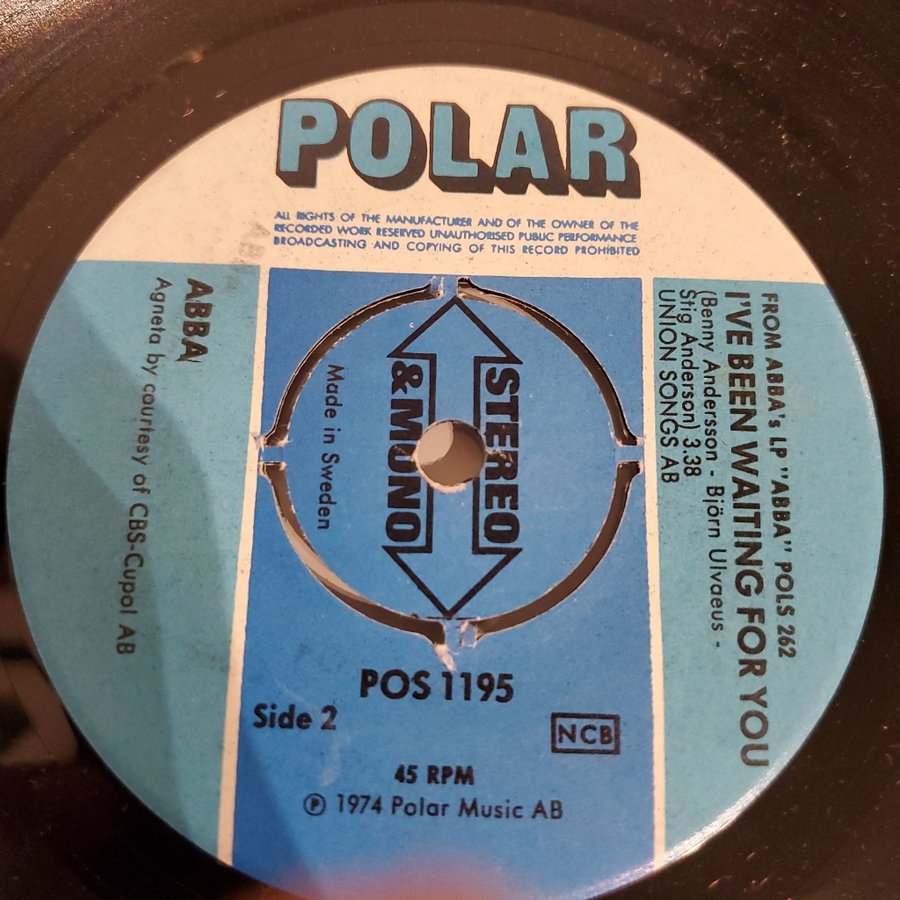 POLAR
ALL RIGHTS OF THE MANUFACTURER AND OF THE OWNER OF THE
RECORDED WORK RESERVED UNAUTHORISED PUBLIC PERFORMANCE
BROADCASTING AND COPYING OF THIS RECORD PROHIBITED
FROM ABBA's LP "ABBA" POLS 262
I'VE BEEN WAITING FOR YOU
(Benny Andersson - Björn Ulvaeus -
Stig Anderson) 3.38
UNION SONGS AB
STEREO
& MONO
Made in Sweden
ABBA
Agneta by courtesy of CBS-Cupol AB
POS 1195
Side 2
NCB
45 RPM
Ⓟ 1974 Polar Music AB